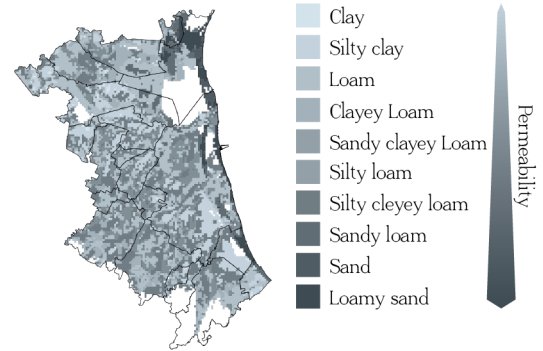 Clay
Silty clay
Loam
Clayey Loam
Sandy clayey Loam
Silty loam
Silty cleyey loam
Sandy loam
Sand
Loamy sand
Permeability